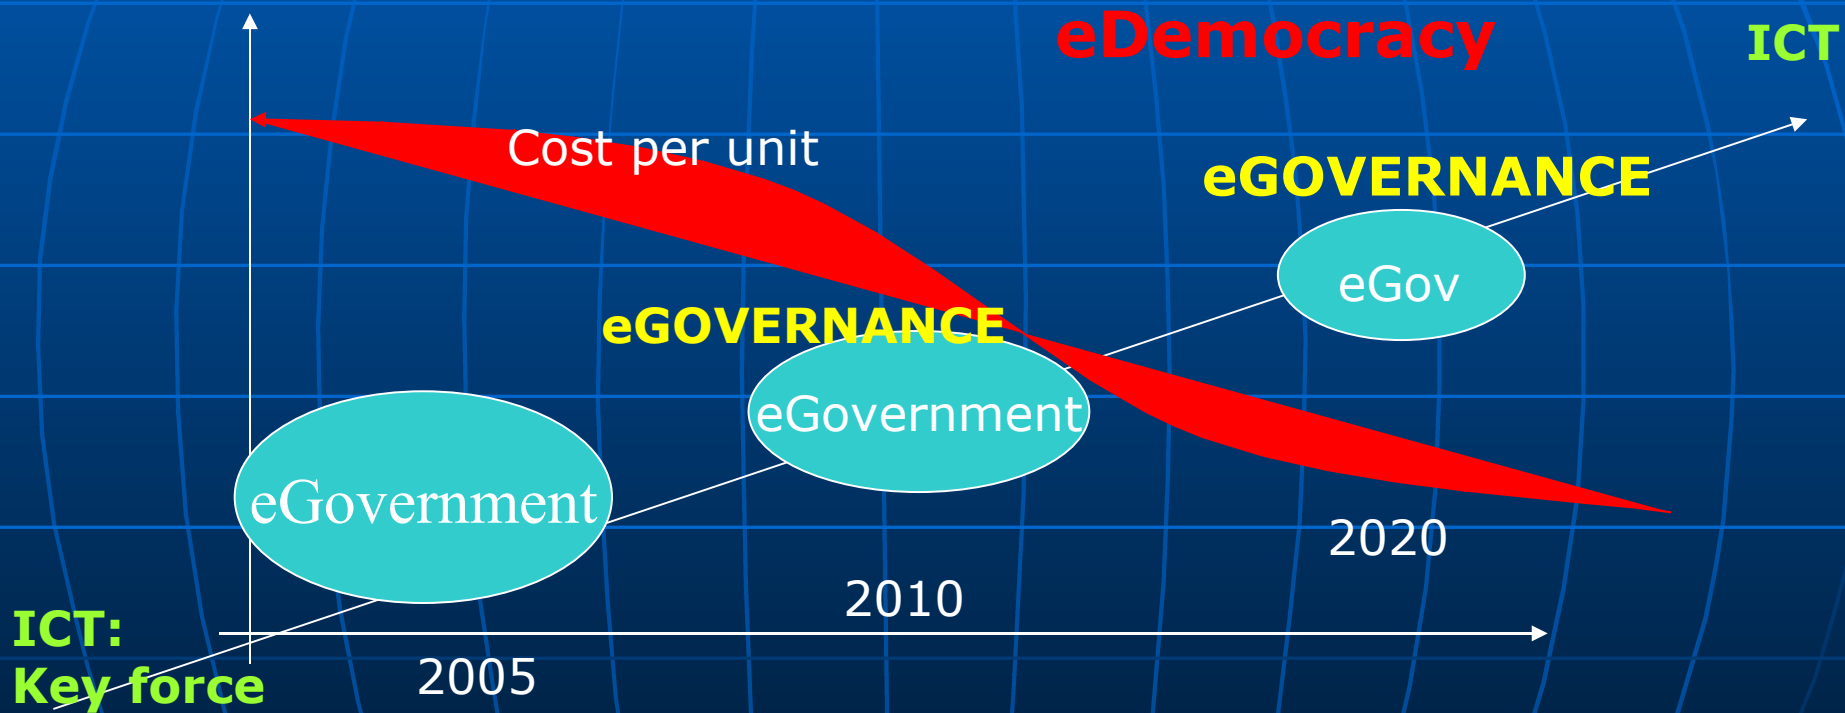 eDemocracy
ICT
Cost per unit
eGOVERNANCE
eGov
eGOVERNANCE
eGovernment
eGovernment
2020
2010
ICT:
Key force
2005